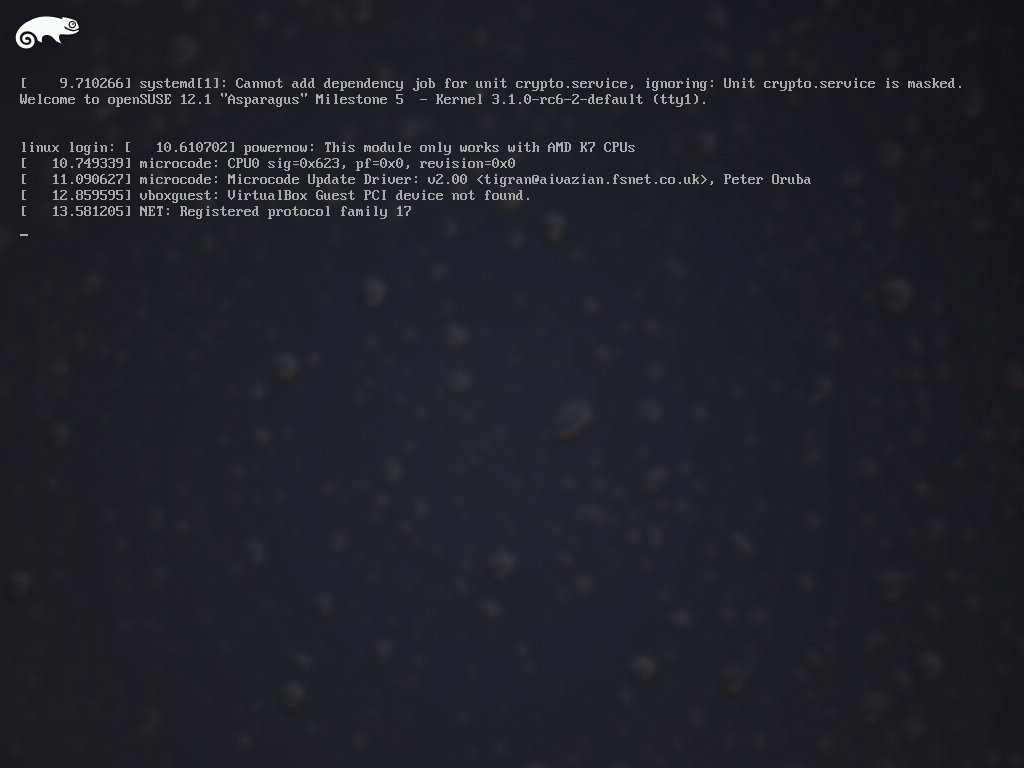 [    9.710266] systemd[1]: Cannot add dependency job for unit crypto.service, ignoring: Unit crypto.service is masked.
Welcome to openSUSE 12.1 "Asparagus" Milestone 5  - Kernel 3.1.0-rc6-2-default (tty1).
linux login: [   10.610702] powernow: This module only works with AMD K7 CPUs
[   10.749339] microcode: CPU0 sig=0x623, pf=0x0, revision=0x0
[   11.090627] microcode: Microcode Update Driver: v2.00 <tigran@aivazian.fsnet.co.uk>, Peter Oruba
[   12.859595] vboxguest: VirtualBox Guest PCI device not found.
[   13.581205] NET: Registered protocol family 17